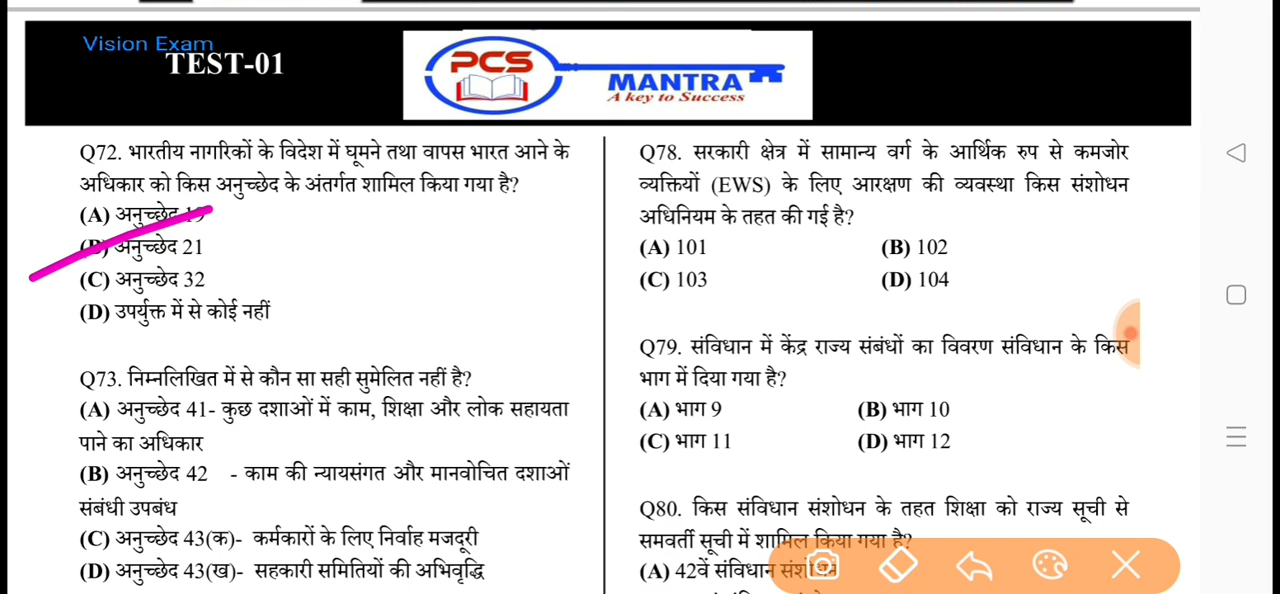 Vision Exam
TEST-01
PCS
MANTRA
A key to Success
Q72. भारतीय नागरिकों के विदेश में घूमने तथा वापस भारत आने के
अधिकार को किस अनुच्छेद के अंतर्गत शामिल किया गया है?
(A) अनुच्छेद 19
(B) अनुच्छेद 21
(C) अनुच्छेद 32
(D) उपर्युक्त में से कोई नहीं
Q73. निम्नलिखित में से कौन सा सही सुमेलित नहीं है?
(A) अनुच्छेद 41- कुछ दशाओं में काम, शिक्षा और लोक सहायता
पाने का अधिकार
(B) अनुच्छेद 42 - काम की न्यायसंगत और मानवोचित दशाओं
संबंधी उपबंध
(C) अनुच्छेद 43(क)- कर्मकारों के लिए निर्वाह मजदूरी
(D) अनुच्छेद 43(ख)- सहकारी समितियों की अभिवृद्धि
Q78. सरकारी क्षेत्र में सामान्य वर्ग के आर्थिक रुप से कमजोर
व्यक्तियों (EWS) के लिए आरक्षण की व्यवस्था किस संशोधन
अधिनियम के तहत की गई है?
(A) 101 (B) 102
(C) 103 (D) 104
Q79. संविधान में केंद्र राज्य संबंधों का विवरण संविधान के किस
भाग में दिया गया है?
(A) भाग 9 (B) भाग 10
(C) भाग 11 (D) भाग 12
Q80. किस संविधान संशोधन के तहत शिक्षा को राज्य सूची से
समवर्ती सूची में शामिल किया गया है?
(A) 42वें संविधान संशोधन